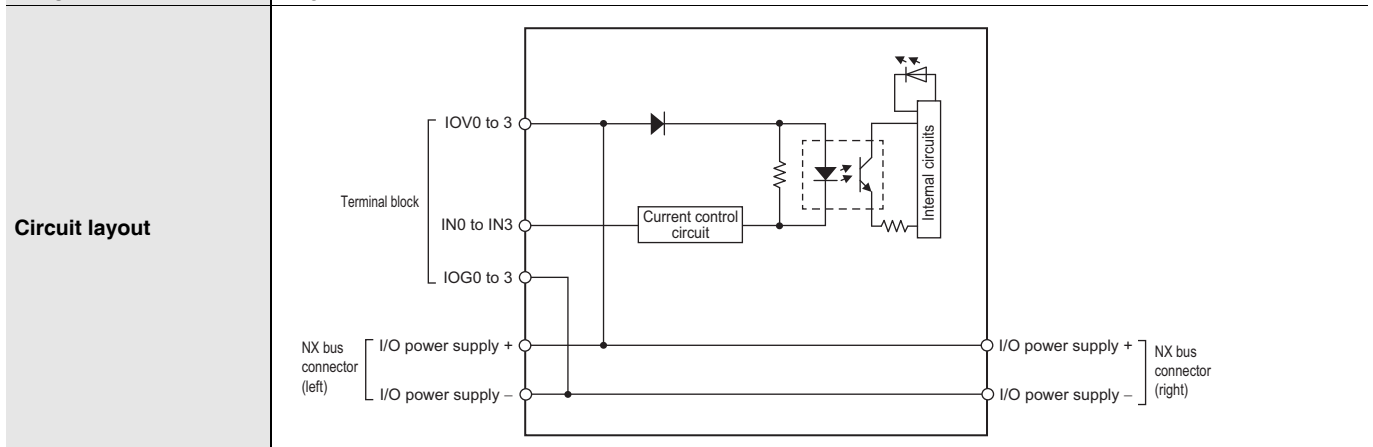 Circuit layout
Terminal block
IOV0 to 3
IN0 to IN3
IOG0 to 3
Current control
circuit
Internal circuits
NX bus
connector
(left)
I/O power supply +
I/O power supply −
I/O power supply +
I/O power supply −
NX bus
connector
(right)